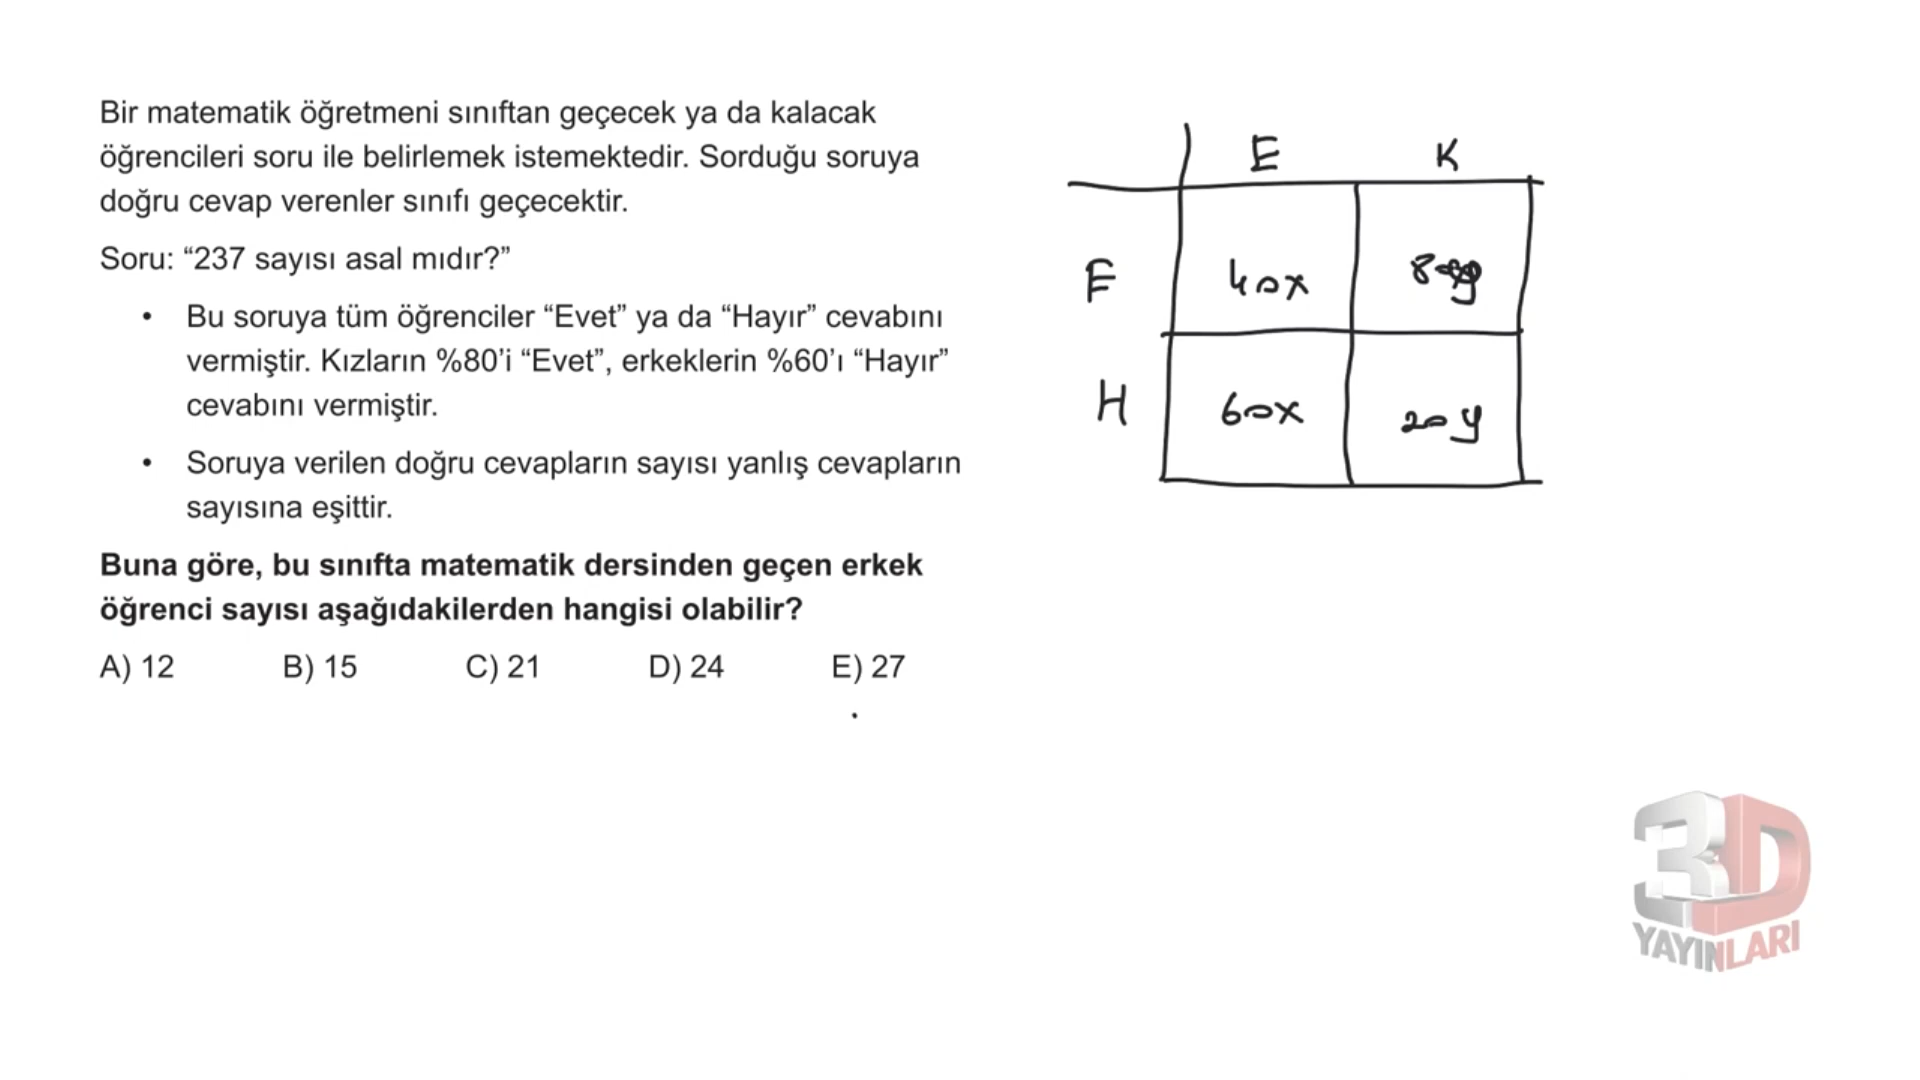 Bir matematik öğretmeni sınıftan geçecek ya da kalacak
öğrencileri soru ile belirlemek istemektedir. Sorduğu soruya
doğru cevap verenler sınıfı geçecektir.
Soru: “237 sayısı asal mıdır?”
• Bu soruya tüm öğrenciler “Evet” ya da “Hayır” cevabını
vermiştir. Kızların %80’i “Evet”, erkeklerin %60’ı “Hayır”
cevabını vermiştir.
• Soruya verilen doğru cevapların sayısı yanlış cevapların
sayısına eşittir.
Buna göre, bu sınıfta matematik dersinden geçen erkek
öğrenci sayısı aşağıdakilerden hangisi olabilir?
A) 12 B) 15 C) 21 D) 24 E) 27
E K
E 40x 80y
H 60x 20y
3D
YAYINLARI